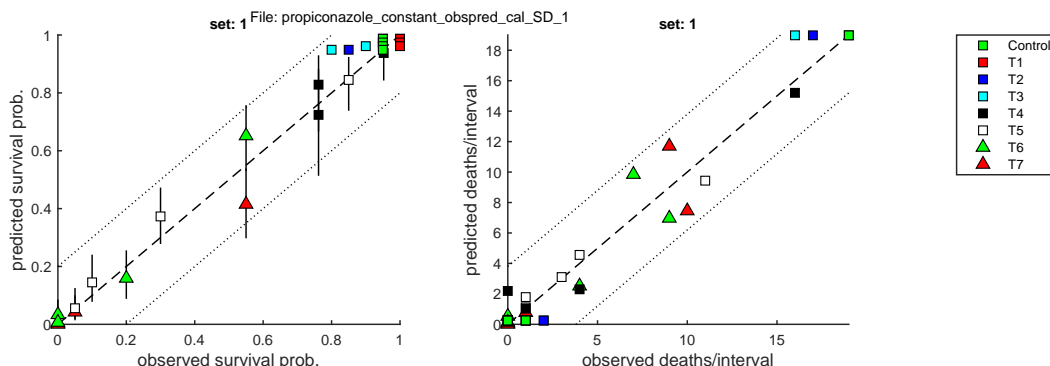 File: propiconazole_constant_obspred_cal_SD_1
set: 1
1
0.8
0.6
0.4
0.2
0
predicted survival prob.
0 0.2 0.4 0.6 0.8 1
observed survival prob.
set: 1
18
16
14
12
10
8
6
4
2
0
predicted deaths/interval
0 5 10 15
observed deaths/interval
Control
T1
T2
T3
T4
T5
T6
T7